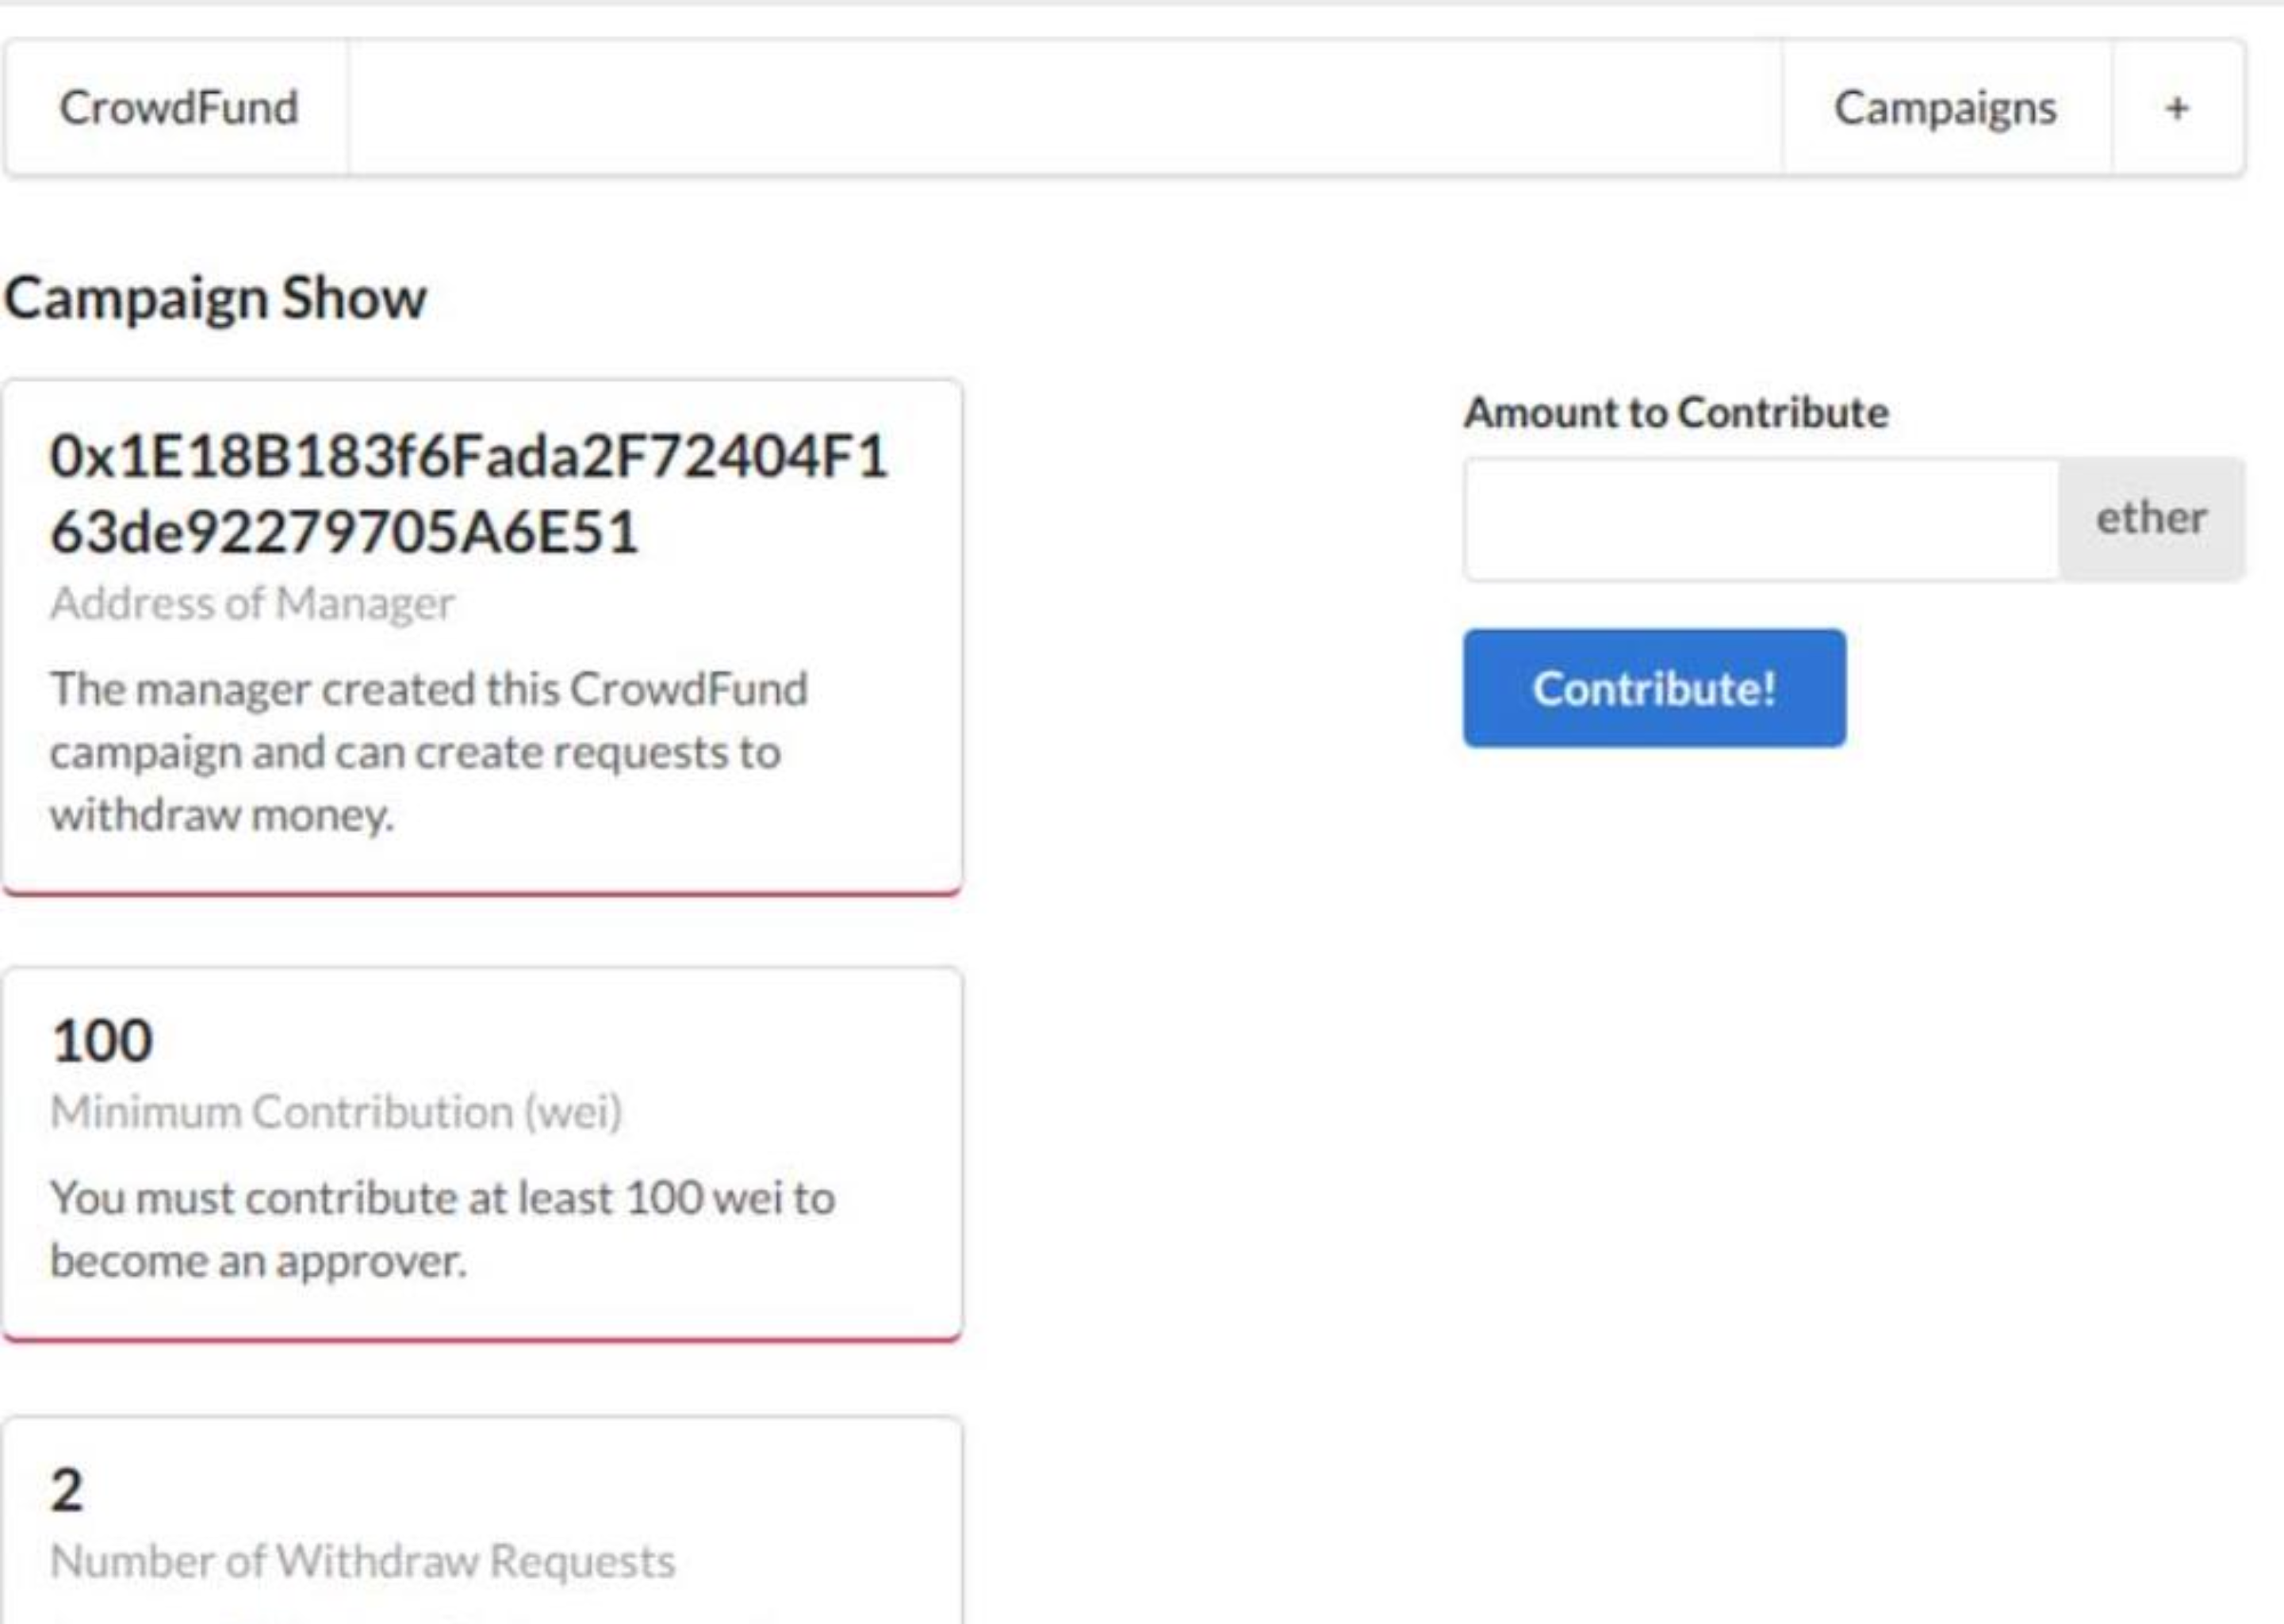 CrowdFund
Campaigns
+
Campaign Show
0x1E18B183f6Fada2F72404F1
63de92279705A6E51
Address of Manager
The manager created this CrowdFund
campaign and can create requests to
withdraw money.
Amount to Contribute
ether
Contribute!
100
Minimum Contribution (wei)
You must contribute at least 100 wei to
become an approver.
2
Number of Withdraw Requests